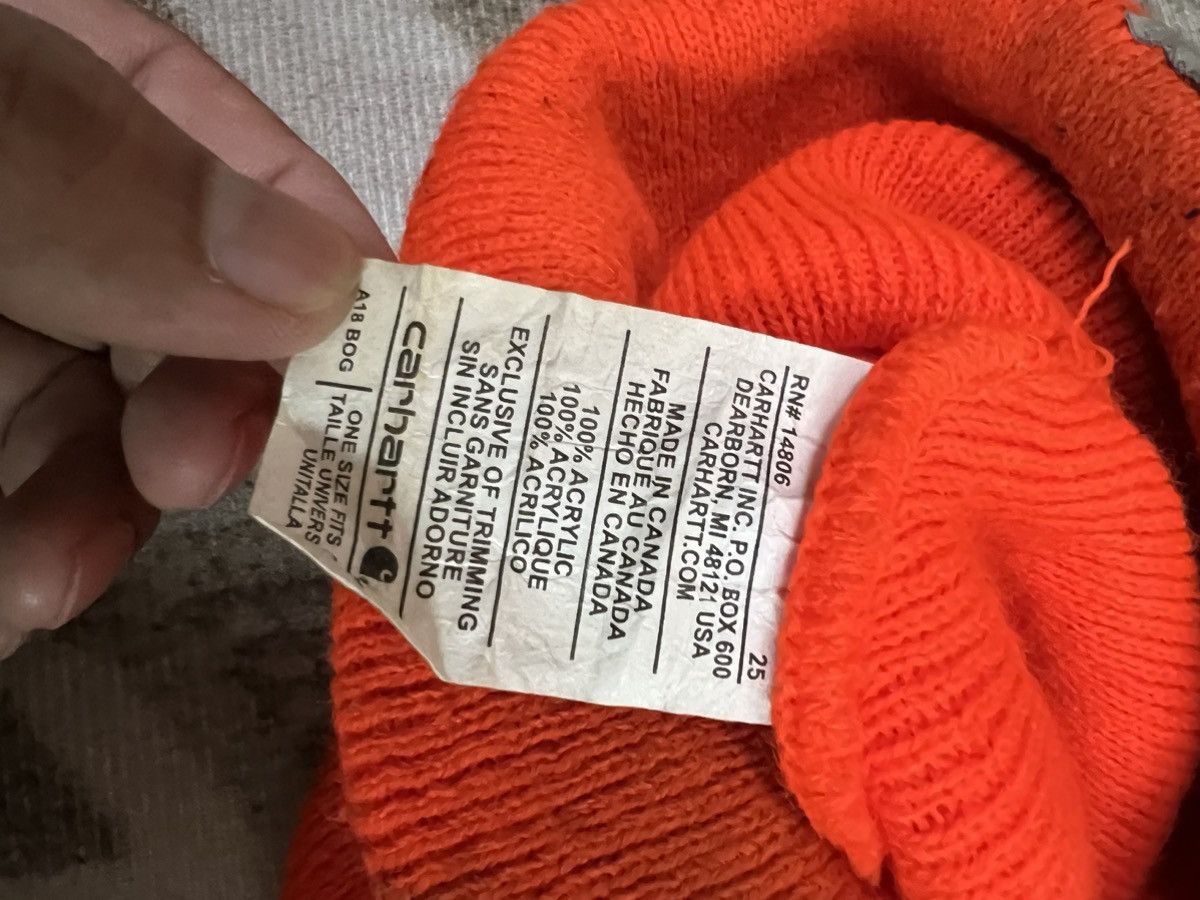 A18 BOG
ONE SIZE FITS
TAILLE UNIVERS
UNITALLA
carhartt
EXCLUSIVE OF TRIMMING
SANS GARNITURE
SIN INCLUIR ADORNO
100% ACRYLIC
100% ACRYLIQUE
100% ACRILICO
MADE IN CANADA
FABRIQUE AU CANADA
HECHO EN CANADA
RN# 14806 25
CARHARTT INC. P.O. BOX 600
DEARBORN, MI 48121 USA
CARHARTT.COM